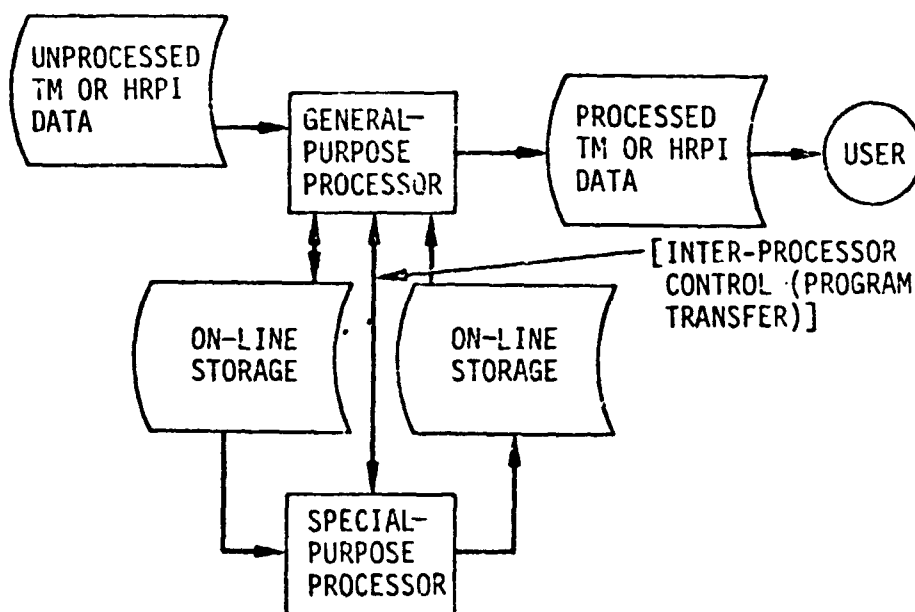 UNPROCESSED
TM OR HRPI
DATA
GENERAL-
PURPOSE
PROCESSOR
PROCESSED
TM OR HRPI
DATA
USER
[INTER-PROCESSOR
CONTROL (PROGRAM
TRANSFER)]
ON-LINE
STORAGE
ON-LINE
STORAGE
SPECIAL-
PURPOSE
PROCESSOR